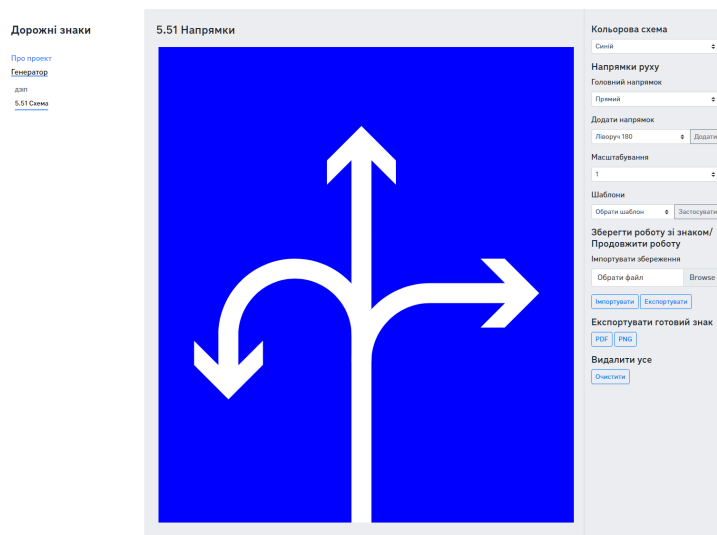 Дорожні знаки
Про проект
Генератор
дзіп
5.51 Схема
5.51 Напрямки
Кольорова схема
Синій
Напрямки руху
Головний напрямок
Прямий
Додати напрямок
Ліворуч 180
Додати
Масштабування
1
Шаблони
Обрати шаблон
Застосувати
Зберегти роботу зі знаком/
Продовжити роботу
Імпортувати збереження
Обрати файл
Browse
Імпортувати
Експортувати
Експортувати готовий знак
PDF
PNG
Видалити усе
Очистити